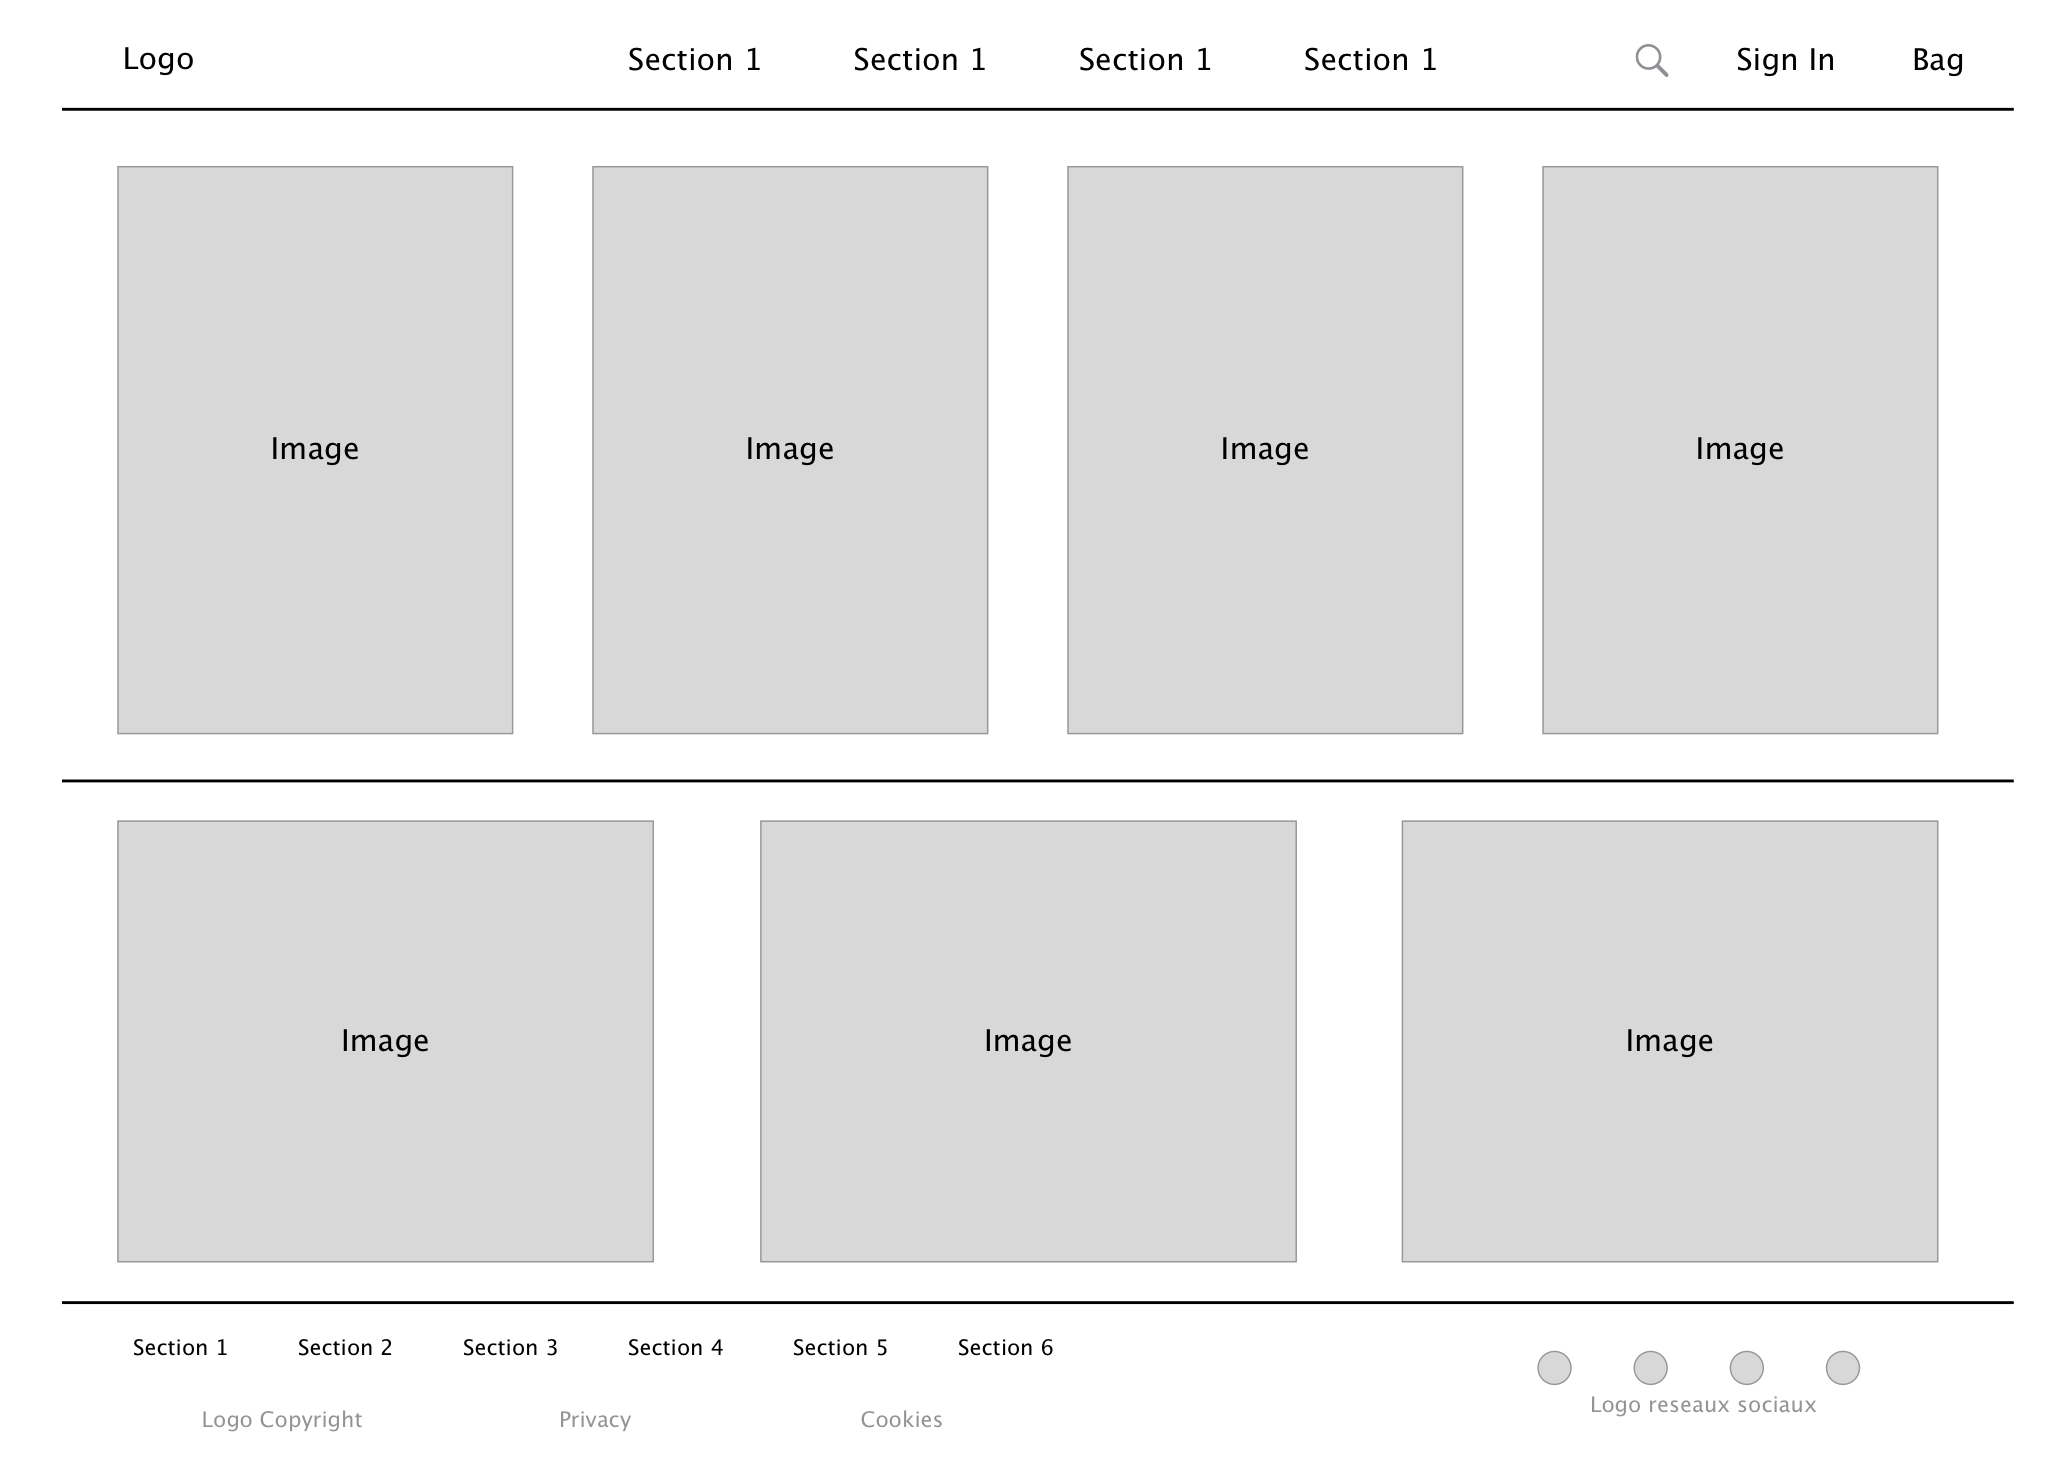 Logo Section 1 Section 1 Section 1 Section 1 Sign In Bag
Image Image Image Image
Image Image Image
Section 1 Section 2 Section 3 Section 4 Section 5 Section 6
Logo reseaux sociaux
Logo Copyright Privacy Cookies